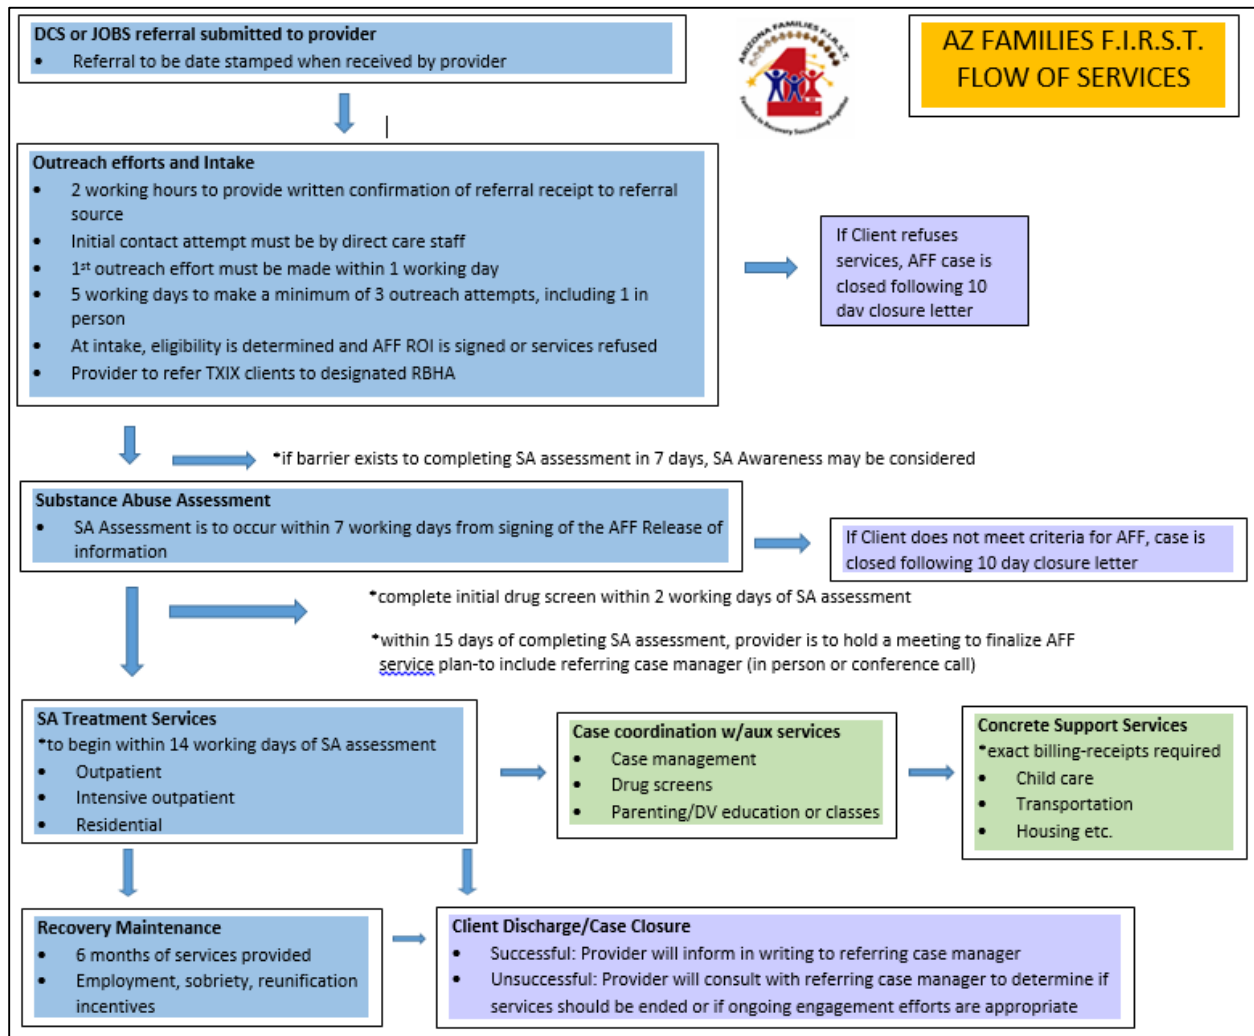 DCS or JOBS referral submitted to provider
• Referral to be date stamped when received by provider
ARIZONA FAMILIES F.I.R.S.T.
Families In Recovery Succeeding Together
AZ FAMILIES F.I.R.S.T.
FLOW OF SERVICES
Outreach efforts and Intake
• 2 working hours to provide written confirmation of referral receipt to referral
source
• Initial contact attempt must be by direct care staff
• 1st outreach effort must be made within 1 working day
• 5 working days to make a minimum of 3 outreach attempts, including 1 in
person
• At intake, eligibility is determined and AFF ROI is signed or services refused
• Provider to refer TXIX clients to designated RBHA
If Client refuses
services, AFF case is
closed following 10
day closure letter
*if barrier exists to completing SA assessment in 7 days, SA Awareness may be considered
Substance Abuse Assessment
• SA Assessment is to occur within 7 working days from signing of the AFF Release of
information
If Client does not meet criteria for AFF, case is
closed following 10 day closure letter
*complete initial drug screen within 2 working days of SA assessment
*within 15 days of completing SA assessment, provider is to hold a meeting to finalize AFF
service plan-to include referring case manager (in person or conference call)
SA Treatment Services
*to begin within 14 working days of SA assessment
• Outpatient
• Intensive outpatient
• Residential
Case coordination w/aux services
• Case management
• Drug screens
• Parenting/DV education or classes
Concrete Support Services
*exact billing-receipts required
• Child care
• Transportation
• Housing etc.
Recovery Maintenance
• 6 months of services provided
• Employment, sobriety, reunification
incentives
Client Discharge/Case Closure
• Successful: Provider will inform in writing to referring case manager
• Unsuccessful: Provider will consult with referring case manager to determine if
services should be ended or if ongoing engagement efforts are appropriate